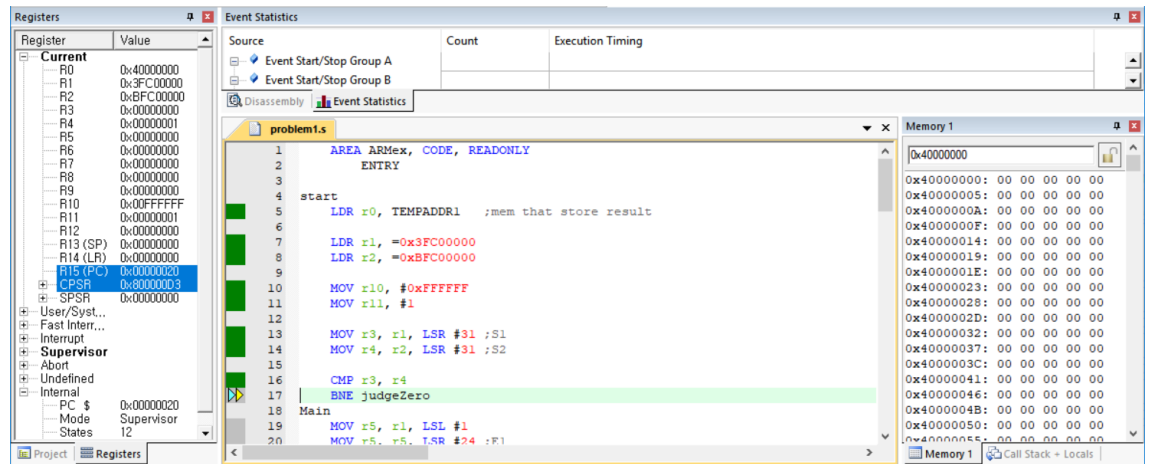 Registers
Register Value
Current
R0 0x40000000
R1 0x3FC00000
R2 0xBFC00000
R3 0x00000000
R4 0x00000001
R5 0x00000000
R6 0x00000000
R7 0x00000000
R8 0x00000000
R9 0x00000000
R10 0x00FFFFFF
R11 0x00000001
R12 0x00000000
R13 (SP) 0x00000000
R14 (LR) 0x00000000
R15 (PC) 0x00000020
CPSR 0x800000D3
SPSR 0x00000000
User/Syst...
Fast Interr...
Interrupt
Supervisor
Abort
Undefined
Internal
PC $ 0x00000020
Mode Supervisor
States 12
Project Registers
Event Statistics
Source Count Execution Timing
Event Start/Stop Group A
Event Start/Stop Group B
Disassembly Event Statistics
problem1.s
1 AREA ARMex, CODE, READONLY
2 ENTRY
3
4 start
5 LDR r0, TEMPADDR1 ;mem that store result
6
7 LDR r1, =0x3FC00000
8 LDR r2, =0xBFC00000
9
10 MOV r10, #0xFFFFFF
11 MOV r11, #1
12
13 MOV r3, r1, LSR #31 ;S1
14 MOV r4, r2, LSR #31 ;S2
15
16 CMP r3, r4
17 BNE judgeZero
18 Main
19 MOV r5, r1, LSL #1
20 MOV r5, r5, LSR #24 ;E1
Memory 1
0x40000000
0x40000000: 00 00 00 00 00
0x40000005: 00 00 00 00 00
0x4000000A: 00 00 00 00 00
0x4000000F: 00 00 00 00 00
0x40000014: 00 00 00 00 00
0x40000019: 00 00 00 00 00
0x4000001E: 00 00 00 00 00
0x40000023: 00 00 00 00 00
0x40000028: 00 00 00 00 00
0x4000002D: 00 00 00 00 00
0x40000032: 00 00 00 00 00
0x40000037: 00 00 00 00 00
0x4000003C: 00 00 00 00 00
0x40000041: 00 00 00 00 00
0x40000046: 00 00 00 00 00
0x4000004B: 00 00 00 00 00
0x40000050: 00 00 00 00 00
0x40000055: 00 00 00 00 00
Memory 1 Call Stack + Locals